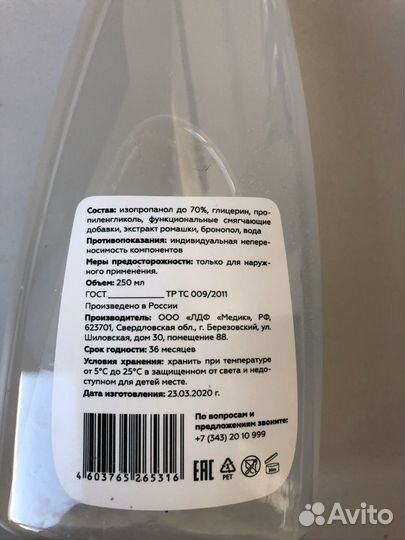 Состав: изопропанол до 70%, глицерин, про-
пиленгликоль, функциональные смягчающие
добавки, экстракт ромашки, бронопол, вода
Противопоказания: индивидуальная непере-
носимость компонентов
Меры предосторожности: только для наруж-
ного применения.
Объем: 250 мл
ГОСТ ____________ ТР ТС 009/2011
Произведено в России
Производитель: ООО «ЛДФ «Медик», РФ,
623701, Свердловская обл., г. Березовский, ул.
Шиловская, дом 30, помещение 88.
Срок годности: 36 месяцев
Условия хранения: хранить при температуре
от 5°С до 25°С в защищенном от света и недо-
ступном для детей месте.
Дата изготовления: 23.03.2020 г.
По вопросам и
предложениям звоните:
+7 (343) 20 10 999
4 603765 265316
EAC
PET
Avito